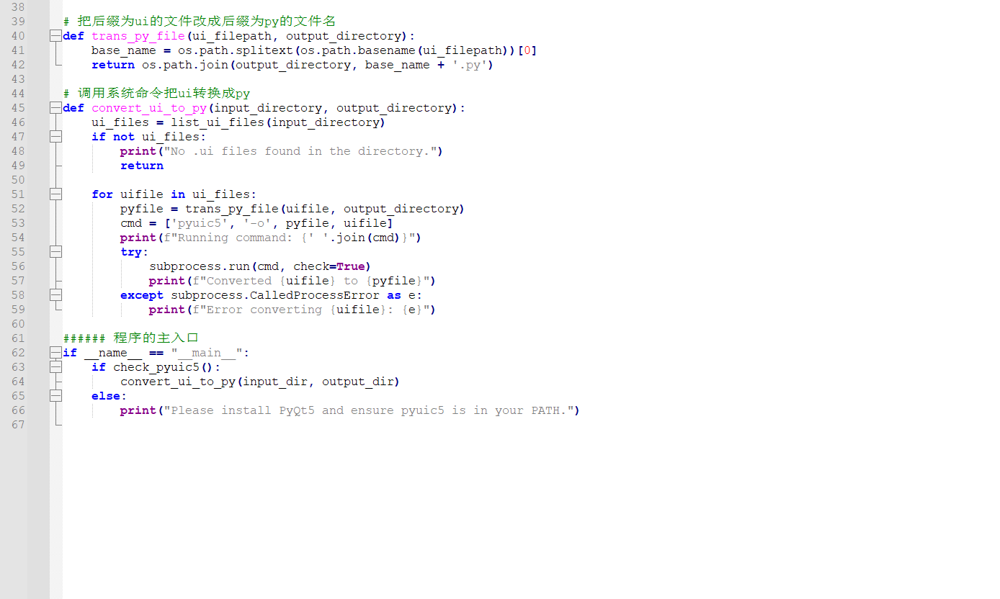 38
39 # 把后缀为ui的文件改成后缀为py的文件名
40 def trans_py_file(ui_filepath, output_directory):
41     base_name = os.path.splitext(os.path.basename(ui_filepath))[0]
42     return os.path.join(output_directory, base_name + '.py')
43
44 # 调用系统命令把ui转换成py
45 def convert_ui_to_py(input_directory, output_directory):
46     ui_files = list_ui_files(input_directory)
47     if not ui_files:
48         print("No .ui files found in the directory.")
49         return
50
51     for uifile in ui_files:
52         pyfile = trans_py_file(uifile, output_directory)
53         cmd = ['pyuic5', '-o', pyfile, uifile]
54         print(f"Running command: {' '.join(cmd)}")
55         try:
56             subprocess.run(cmd, check=True)
57             print(f"Converted {uifile} to {pyfile}")
58         except subprocess.CalledProcessError as e:
59             print(f"Error converting {uifile}: {e}")
60
61 ###### 程序的主入口
62 if __name__ == "__main__":
63     if check_pyuic5():
64         convert_ui_to_py(input_dir, output_dir)
65     else:
66         print("Please install PyQt5 and ensure pyuic5 is in your PATH.")
67